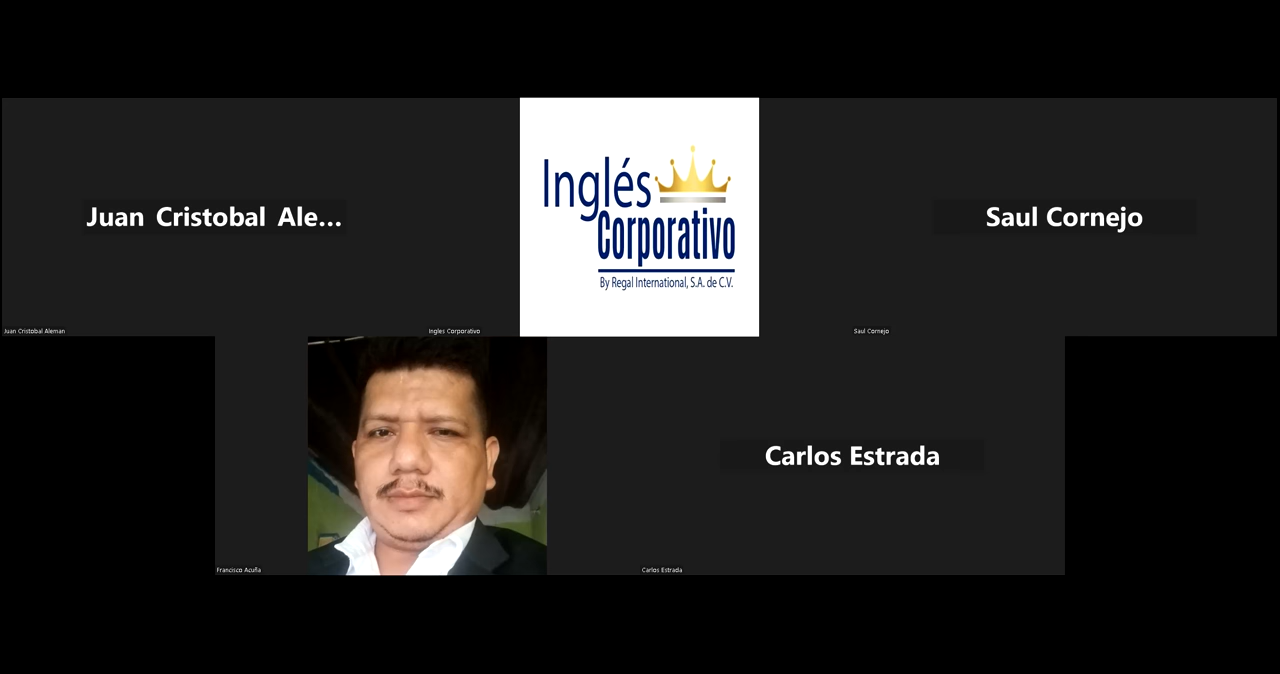 Juan Cristobal Ale...
Inglés
Corporativo
By Regal International, S.A. de C.V.
Saul Cornejo
Juan Cristobal Aleman
Ingles Corporativo
Saul Cornejo
Carlos Estrada
Francisco Acuña
Carlos Estrada